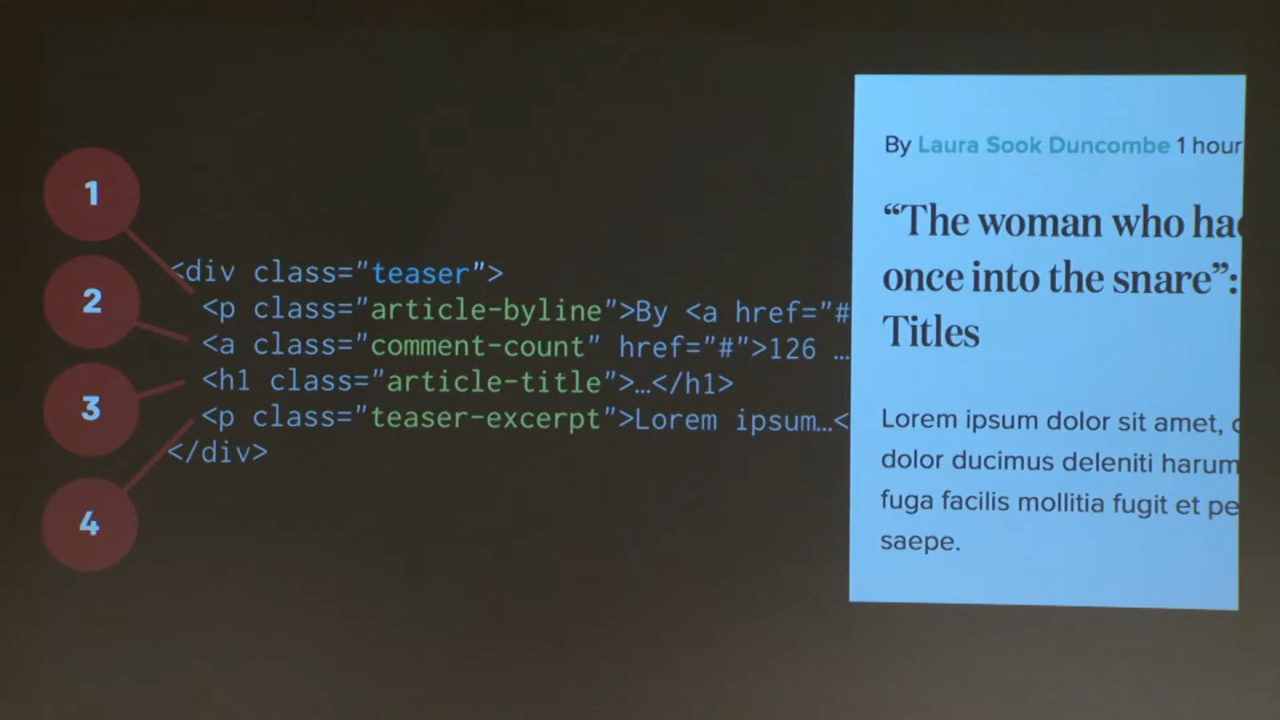 1
2
3
4
<div class="teaser">
<p class="article-byline">By <a href="#
<a class="comment-count" href="#">126 …
<h1 class="article-title">…</h1>
<p class="teaser-excerpt">Lorem ipsum…<
</div>
By Laura Sook Duncombe 1 hour
“The woman who had
once into the snare”:
Titles
Lorem ipsum dolor sit amet,
dolor ducimus deleniti harum
fuga facilis mollitia fugit et pe
saepe.